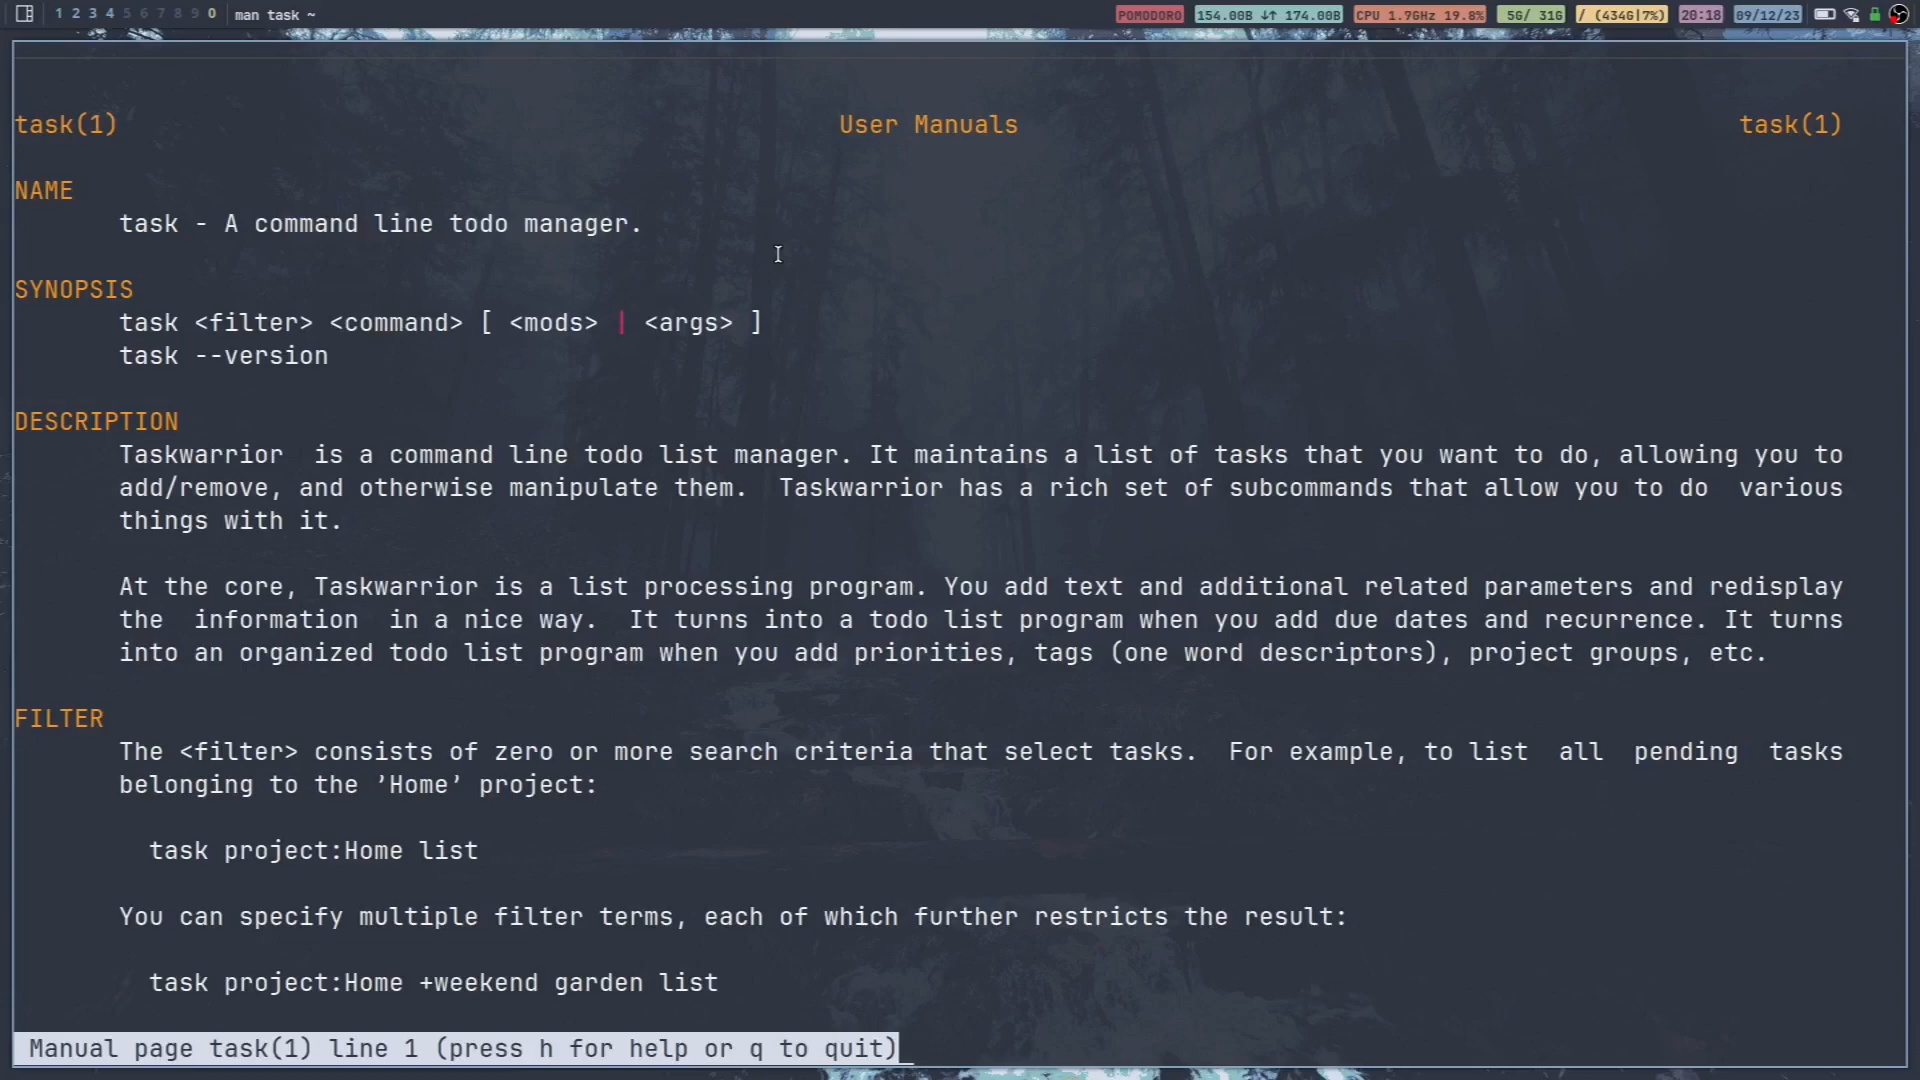 1 2 3 4 5 6 7 8 9 0 man task ~ POMODORO 154.00B ↓↑ 174.00B CPU 1.7GHz 19.8% 5G/ 31G / (434G|7%) 20:18 09/12/23
task(1) User Manuals task(1)
NAME
task - A command line todo manager.
SYNOPSIS
task <filter> <command> [ <mods> | <args> ]
task --version
DESCRIPTION
Taskwarrior is a command line todo list manager. It maintains a list of tasks that you want to do, allowing you to
add/remove, and otherwise manipulate them. Taskwarrior has a rich set of subcommands that allow you to do various
things with it.
At the core, Taskwarrior is a list processing program. You add text and additional related parameters and redisplay
the information in a nice way. It turns into a todo list program when you add due dates and recurrence. It turns
into an organized todo list program when you add priorities, tags (one word descriptors), project groups, etc.
FILTER
The <filter> consists of zero or more search criteria that select tasks. For example, to list all pending tasks
belonging to the ’Home’ project:
task project:Home list
You can specify multiple filter terms, each of which further restricts the result:
task project:Home +weekend garden list
Manual page task(1) line 1 (press h for help or q to quit)